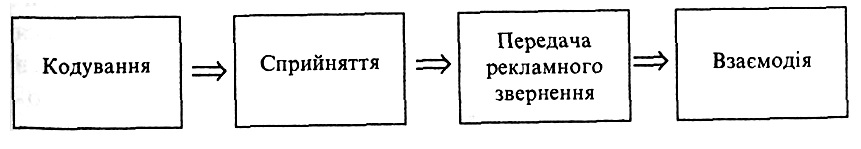 Кодування
Сприйняття
Передача
рекламного
звернення
Взаємодія